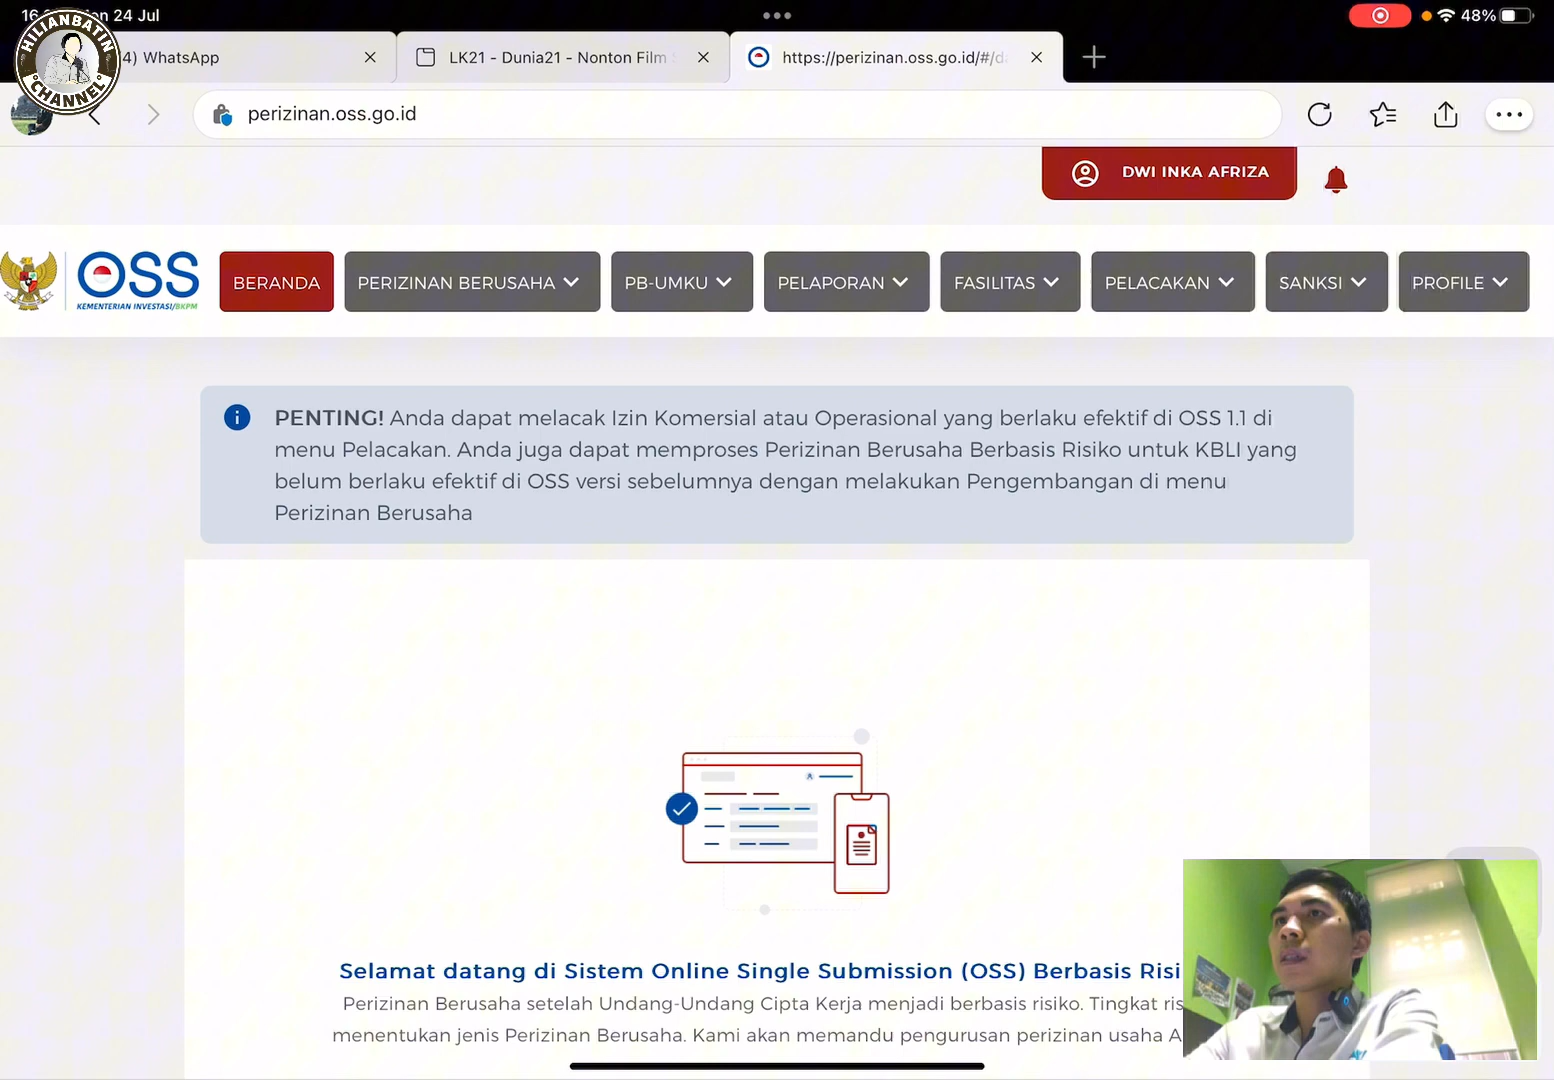 24 Jul
48%
HILIANBATIN
CHANNEL
4) WhatsApp
LK21 - Dunia21 - Nonton Film
https://perizinan.oss.go.id/#/da
perizinan.oss.go.id
DWI INKA AFRIZA
OSS
KEMENTERIAN INVESTASI/BKPM
BERANDA
PERIZINAN BERUSAHA
PB-UMKU
PELAPORAN
FASILITAS
PELACAKAN
SANKSI
PROFILE
PENTING! Anda dapat melacak Izin Komersial atau Operasional yang berlaku efektif di OSS 1.1 di
menu Pelacakan. Anda juga dapat memproses Perizinan Berusaha Berbasis Risiko untuk KBLI yang
belum berlaku efektif di OSS versi sebelumnya dengan melakukan Pengembangan di menu
Perizinan Berusaha
Selamat datang di Sistem Online Single Submission (OSS) Berbasis Risi
Perizinan Berusaha setelah Undang-Undang Cipta Kerja menjadi berbasis risiko. Tingkat ris
menentukan jenis Perizinan Berusaha. Kami akan memandu pengurusan perizinan usaha A